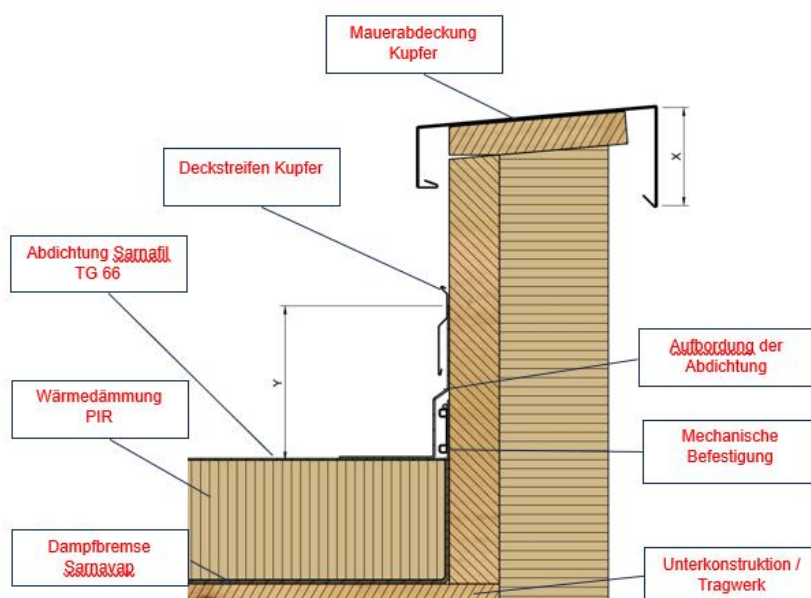 Mauerabdeckung
Kupfer
Deckstreifen Kupfer
X
Abdichtung Sarnafil
TG 66
Y
Aufbordung der
Abdichtung
Wärmedämmung
PIR
Mechanische
Befestigung
Dampfbremse
Sarnavap
Unterkonstruktion /
Tragwerk